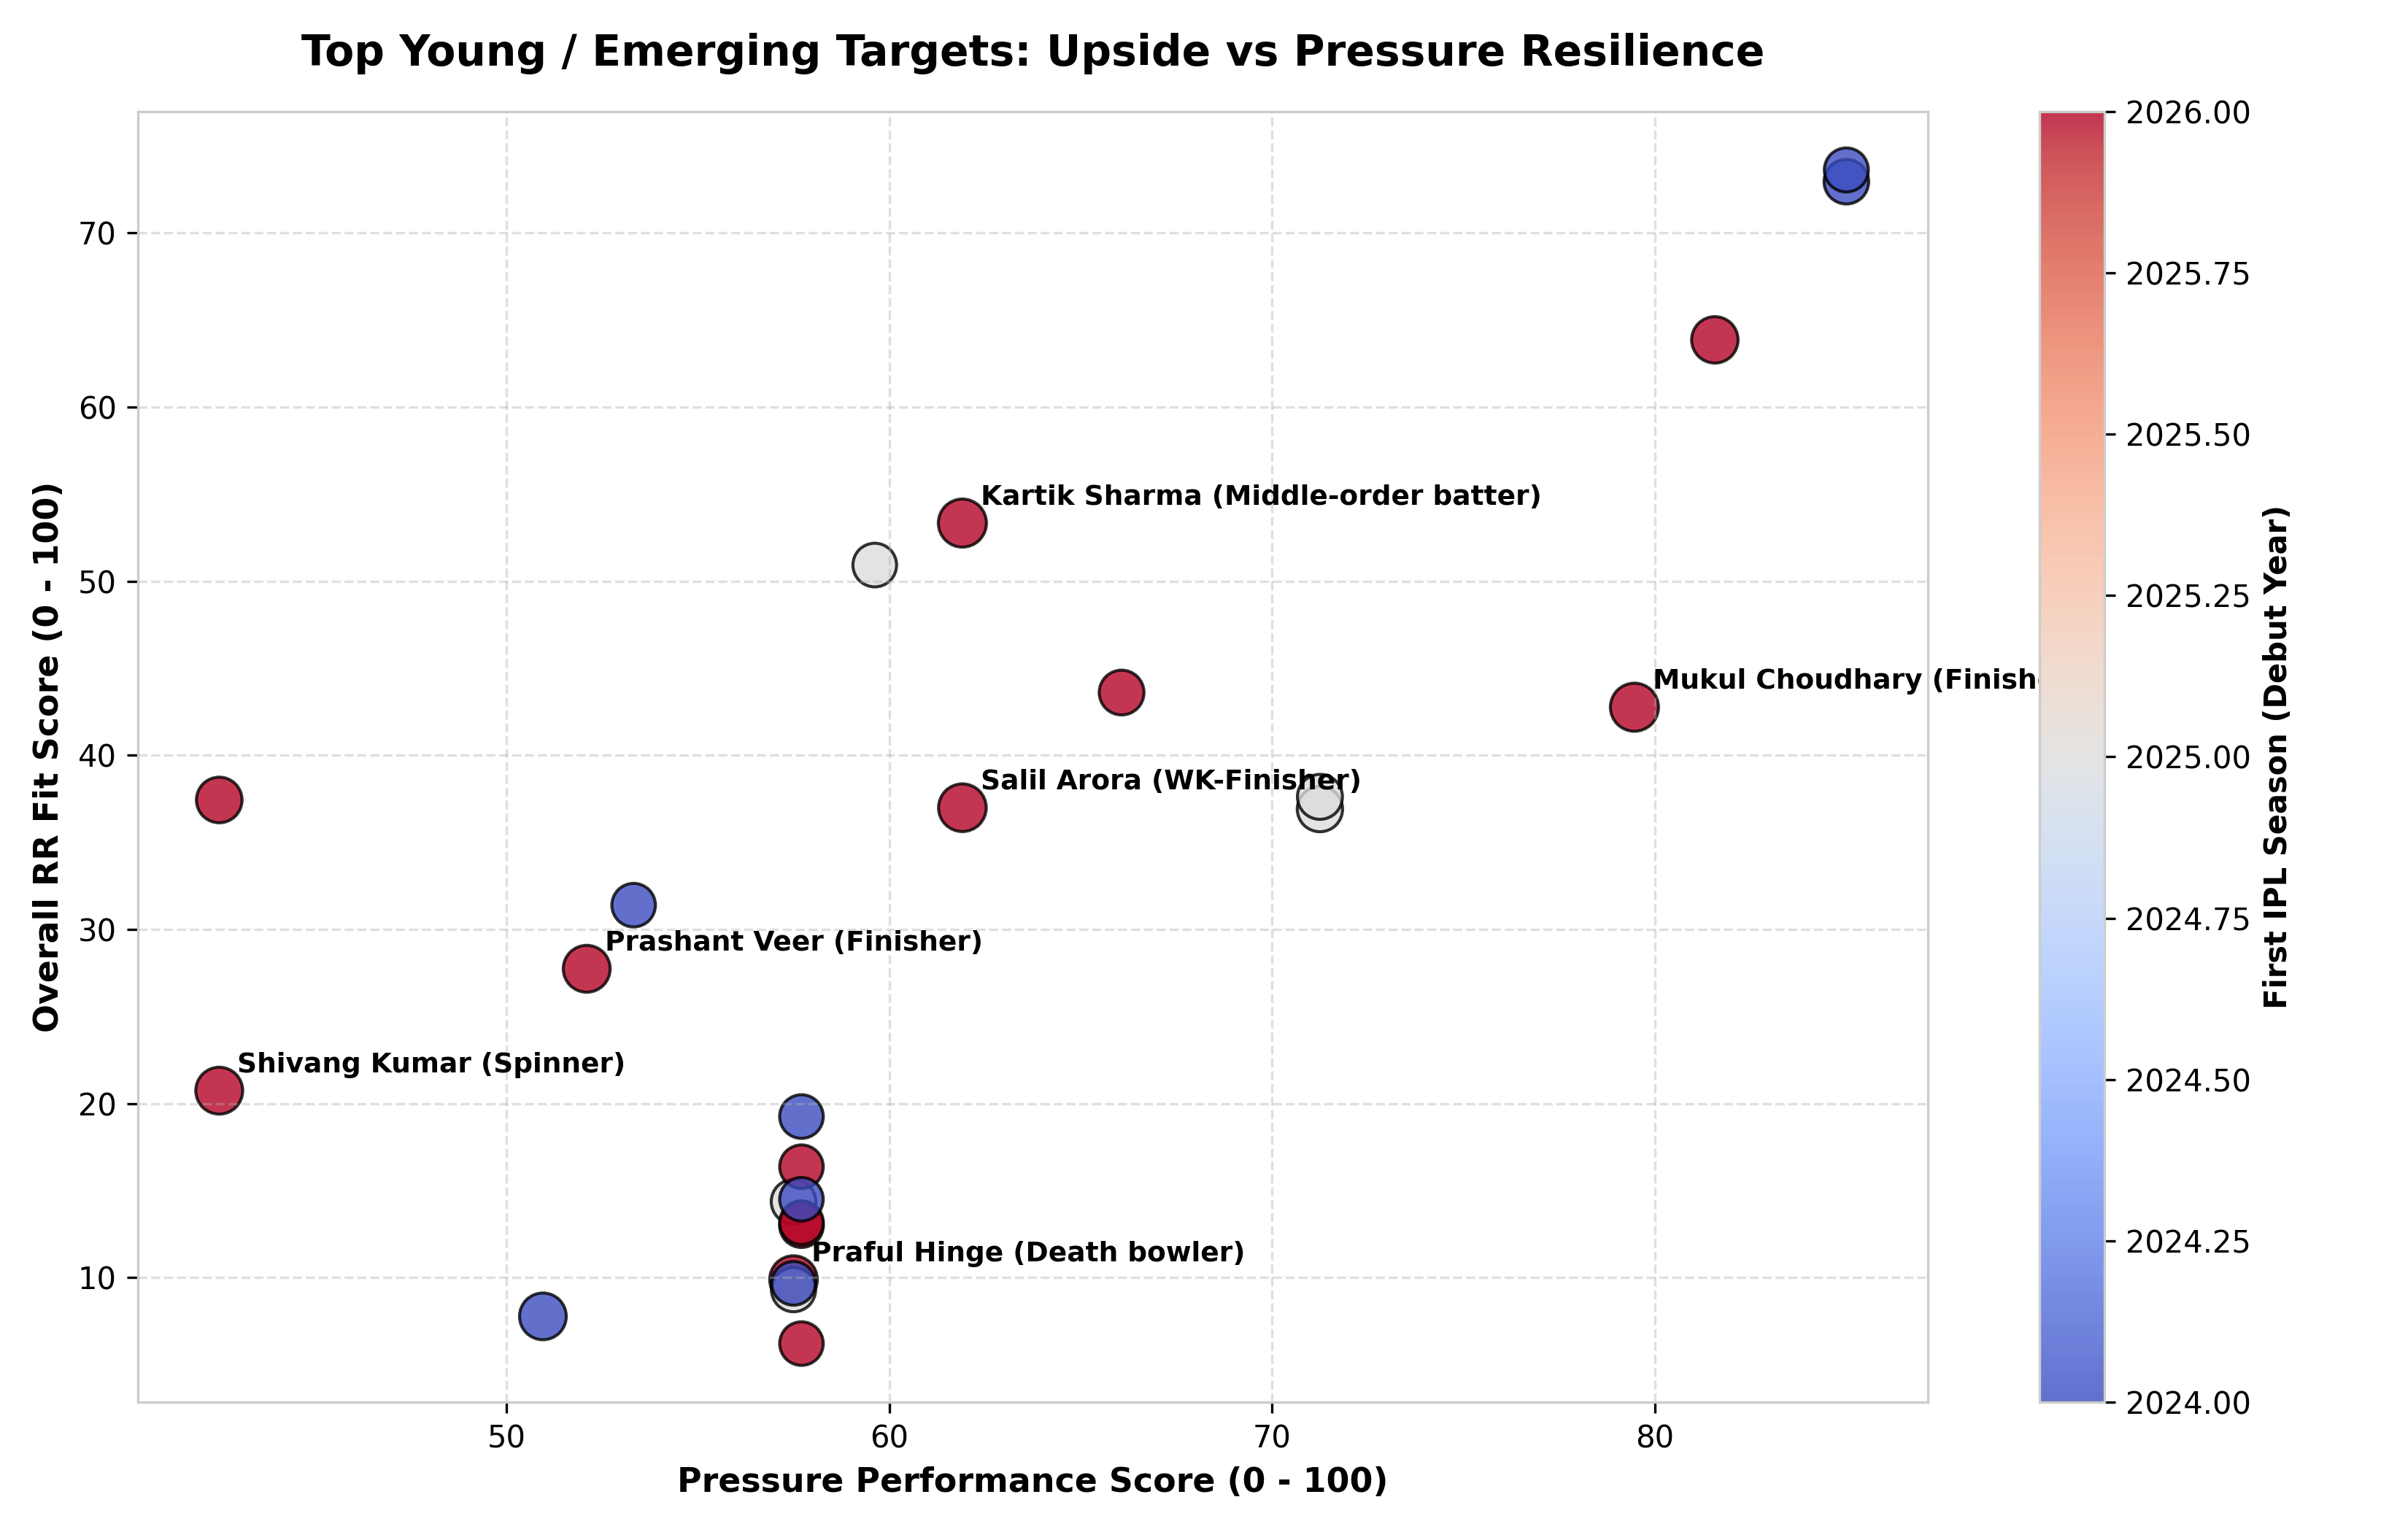 Top Young / Emerging Targets: Upside vs Pressure Resilience
Overall RR Fit Score (0 - 100)
70
60
50
40
30
20
10
Kartik Sharma (Middle-order batter)
Mukul Choudhary (Finish
Salil Arora (WK-Finisher)
Prashant Veer (Finisher)
Shivang Kumar (Spinner)
Praful Hinge (Death bowler)
50
60
70
80
Pressure Performance Score (0 - 100)
2026.00
2025.75
2025.50
2025.25
2025.00
2024.75
2024.50
2024.25
2024.00
First IPL Season (Debut Year)